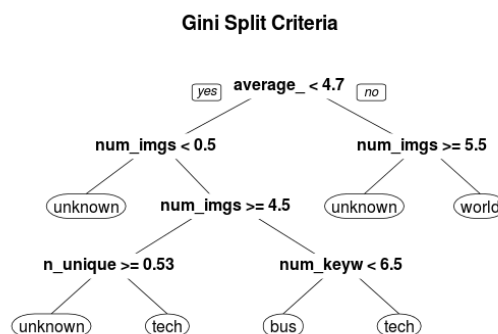 Gini Split Criteria
yes average_ < 4.7 no
num_imgs < 0.5 num_imgs >= 5.5
unknown num_imgs >= 4.5 unknown world
n_unique >= 0.53 num_keyw < 6.5
unknown tech bus tech